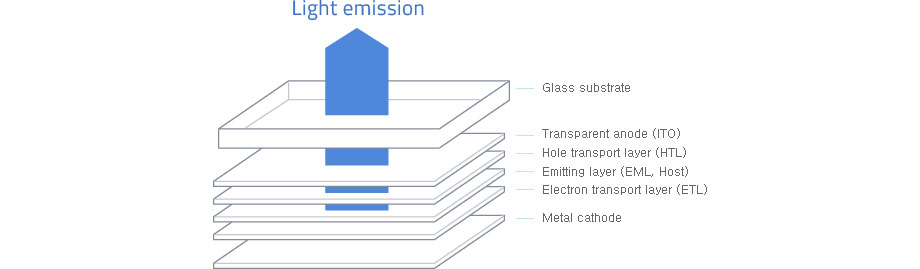 Light emission
Glass substrate
Transparent anode (ITO)
Hole transport layer (HTL)
Emitting layer (EML, Host)
Electron transport layer (ETL)
Metal cathode